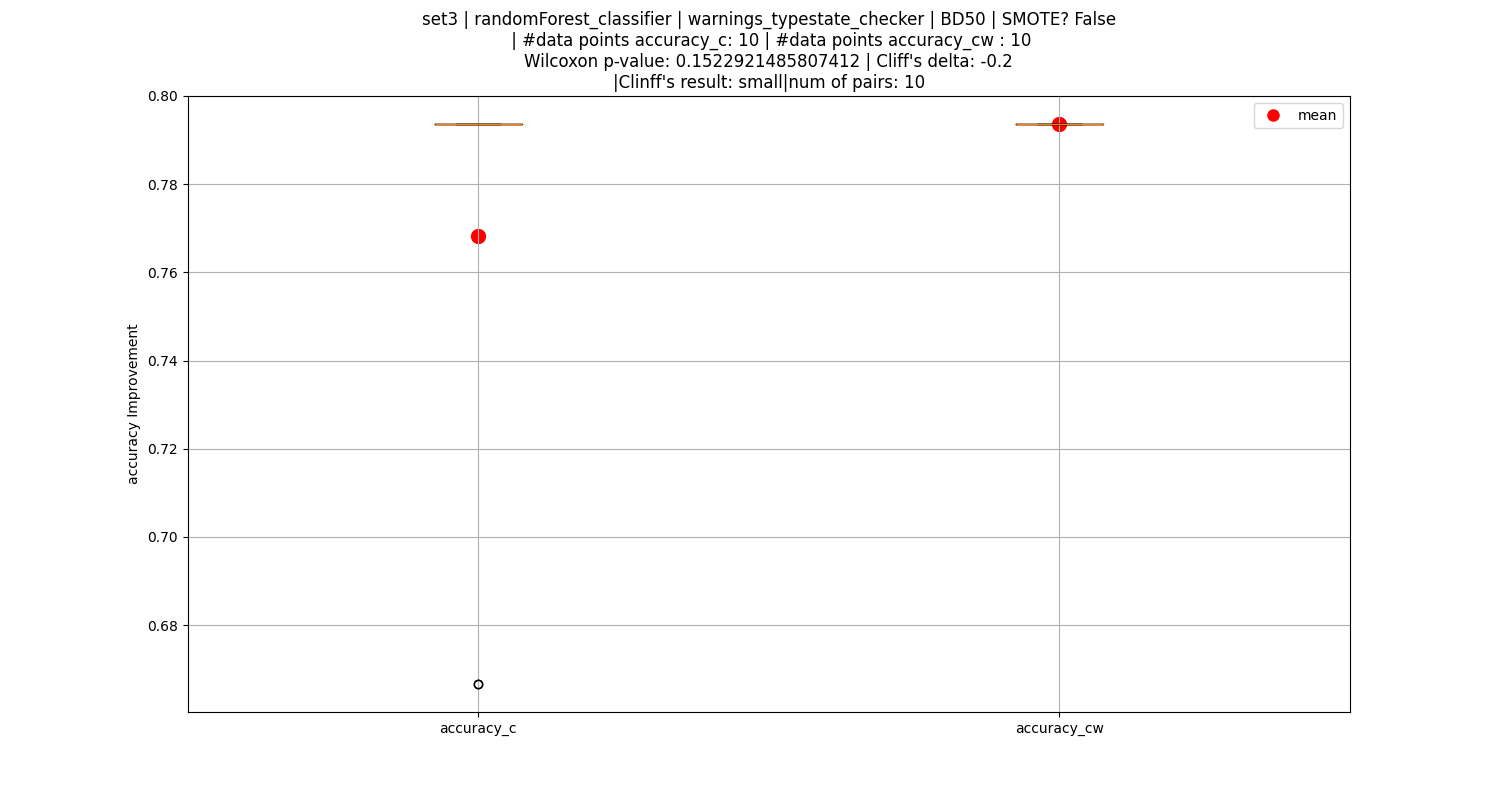 set3 | randomForest_classifier | warnings_typestate_checker | BD50 | SMOTE? False
| #data points accuracy_c: 10 | #data points accuracy_cw : 10
Wilcoxon p-value: 0.1522921485807412 | Cliff's delta: -0.2
|Clinff's result: small|num of pairs: 10
mean
0.80
0.78
0.76
0.74
0.72
0.70
0.68
accuracy Improvement
accuracy_c
accuracy_cw